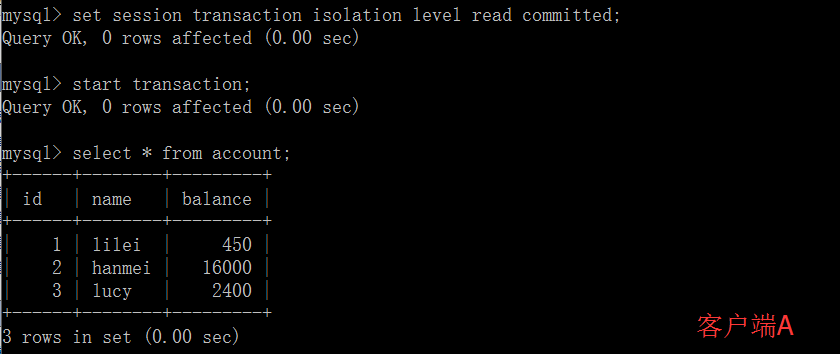 mysql> set session transaction isolation level read committed;
Query OK, 0 rows affected (0.00 sec)
mysql> start transaction;
Query OK, 0 rows affected (0.00 sec)
mysql> select * from account;
+------+--------+---------+
| id   | name   | balance |
+------+--------+---------+
|    1 | lilei  |     450 |
|    2 | hanmei |   16000 |
|    3 | lucy   |    2400 |
+------+--------+---------+
3 rows in set (0.00 sec)
客户端A